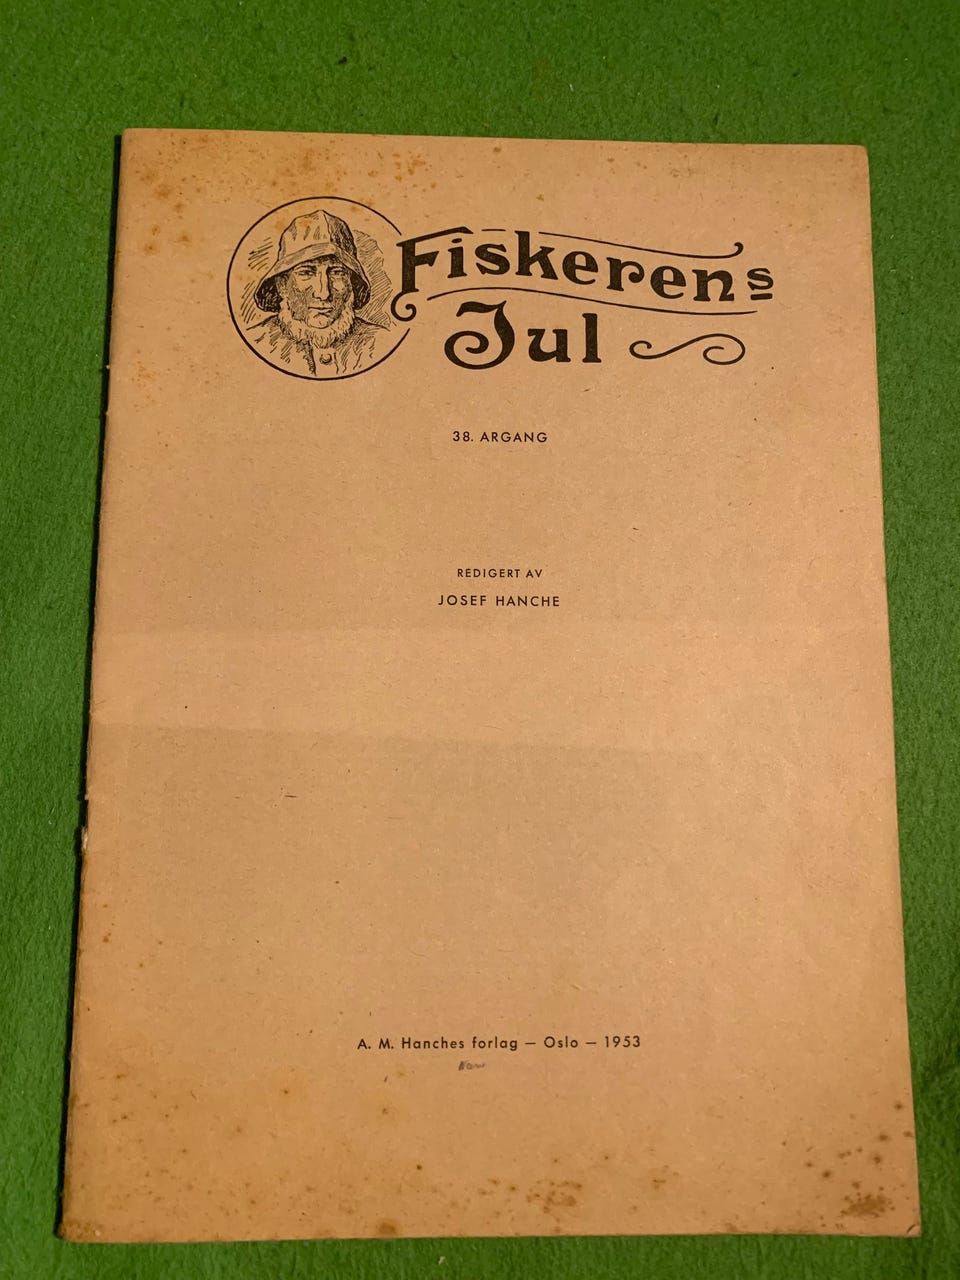 Fiskerens
Jul
38. ARGANG
REDIGERT AV
JOSEF HANCHE
A. M. Hanches forlag — Oslo — 1953